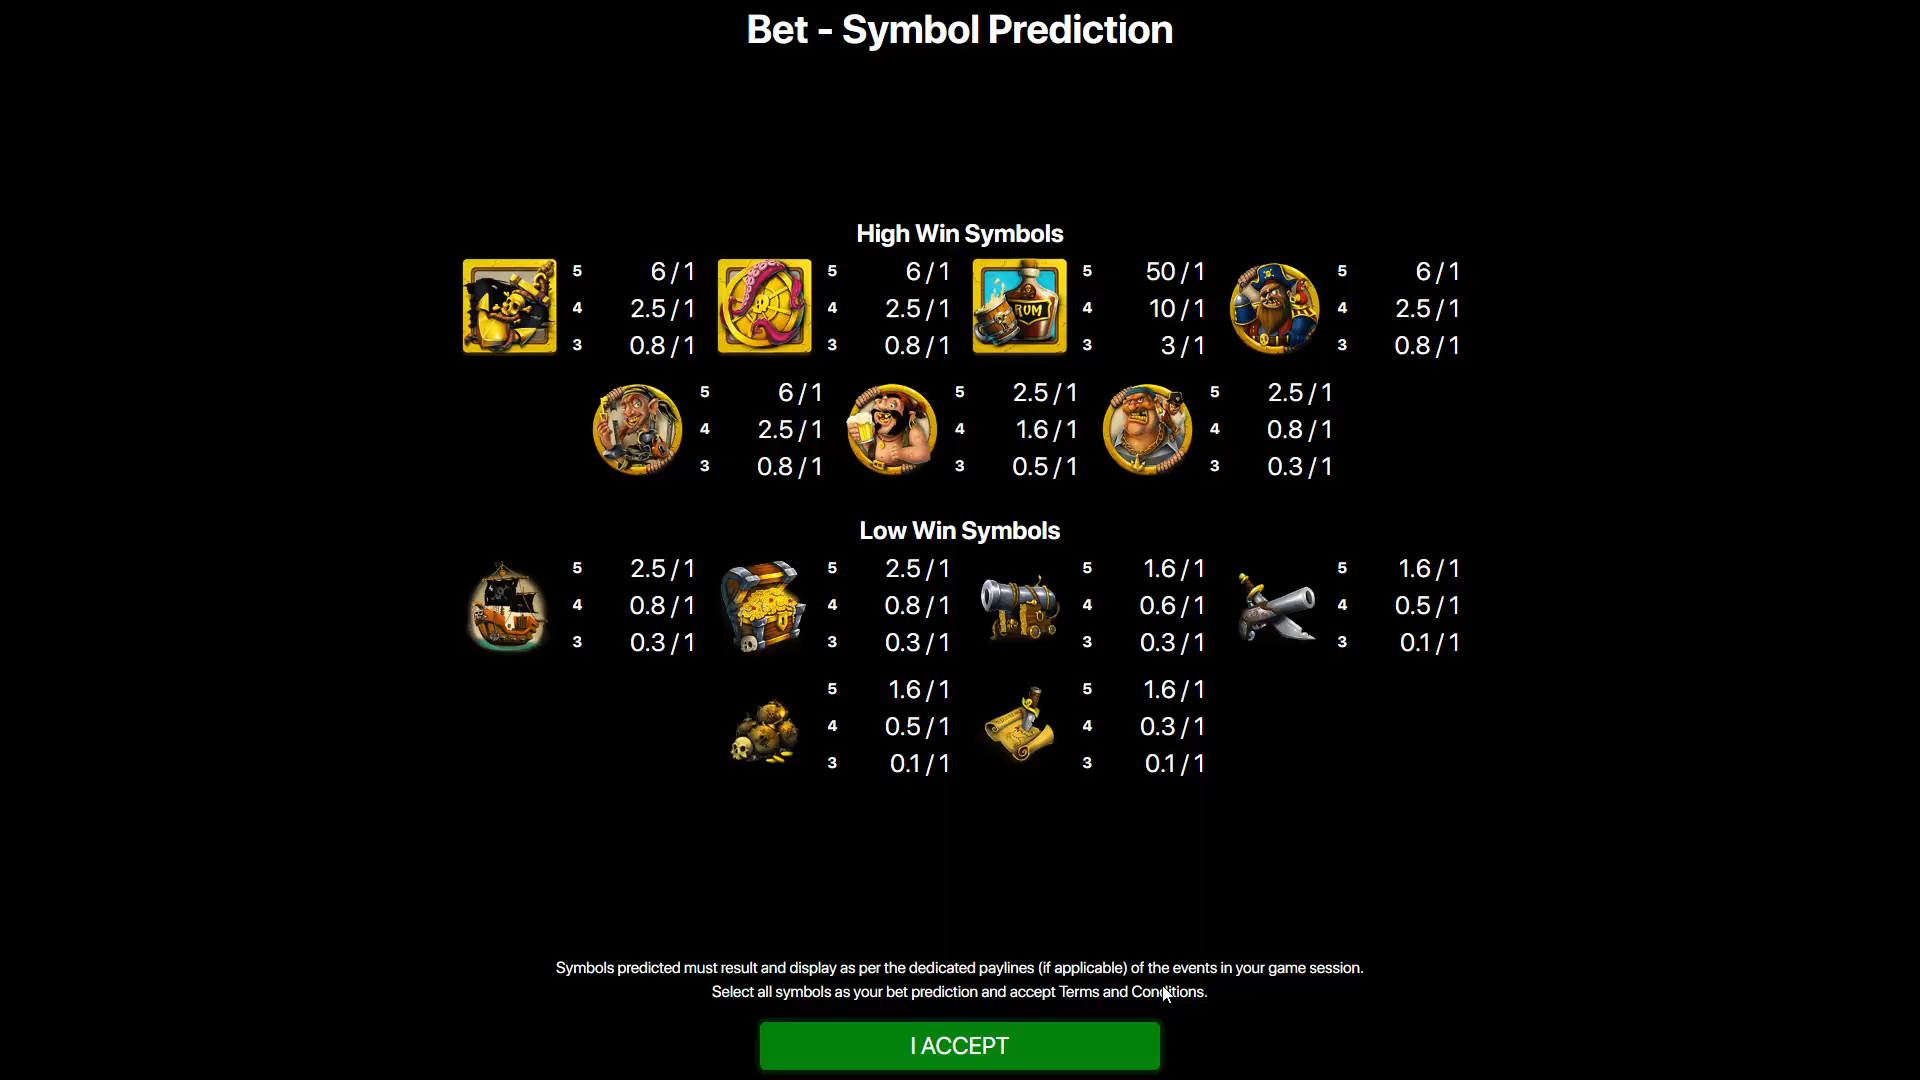 Bet - Symbol Prediction
High Win Symbols
5 6 / 1 5 6 / 1 5 50 / 1 5 6 / 1
4 2.5 / 1 4 2.5 / 1 4 10 / 1 4 2.5 / 1
3 0.8 / 1 3 0.8 / 1 3 3 / 1 3 0.8 / 1
RUM
5 6 / 1 5 2.5 / 1 5 2.5 / 1
4 2.5 / 1 4 1.6 / 1 4 0.8 / 1
3 0.8 / 1 3 0.5 / 1 3 0.3 / 1
Low Win Symbols
5 2.5 / 1 5 2.5 / 1 5 1.6 / 1 5 1.6 / 1
4 0.8 / 1 4 0.8 / 1 4 0.6 / 1 4 0.5 / 1
3 0.3 / 1 3 0.3 / 1 3 0.3 / 1 3 0.1 / 1
5 1.6 / 1 5 1.6 / 1
4 0.5 / 1 4 0.3 / 1
3 0.1 / 1 3 0.1 / 1
Symbols predicted must result and display as per the dedicated paylines (if applicable) of the events in your game session.
Select all symbols as your bet prediction and accept Terms and Conditions.
I ACCEPT